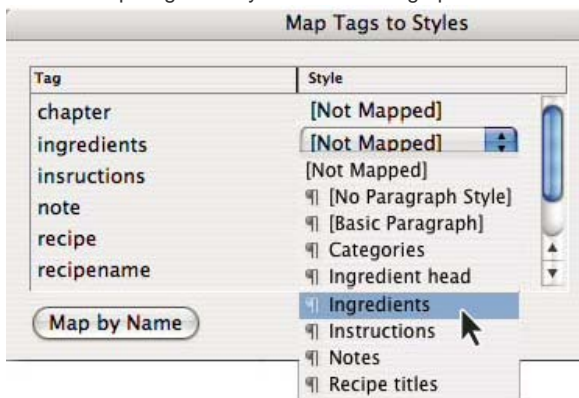 Map Tags to Styles
Tag Style
chapter [Not Mapped]
ingredients [Not Mapped]
insructions [Not Mapped]
note ¶ [No Paragraph Style]
¶ [Basic Paragraph]
recipe ¶ Categories
recipename ¶ Ingredient head
¶ Ingredients
Map by Name ¶ Instructions
¶ Notes
¶ Recipe titles